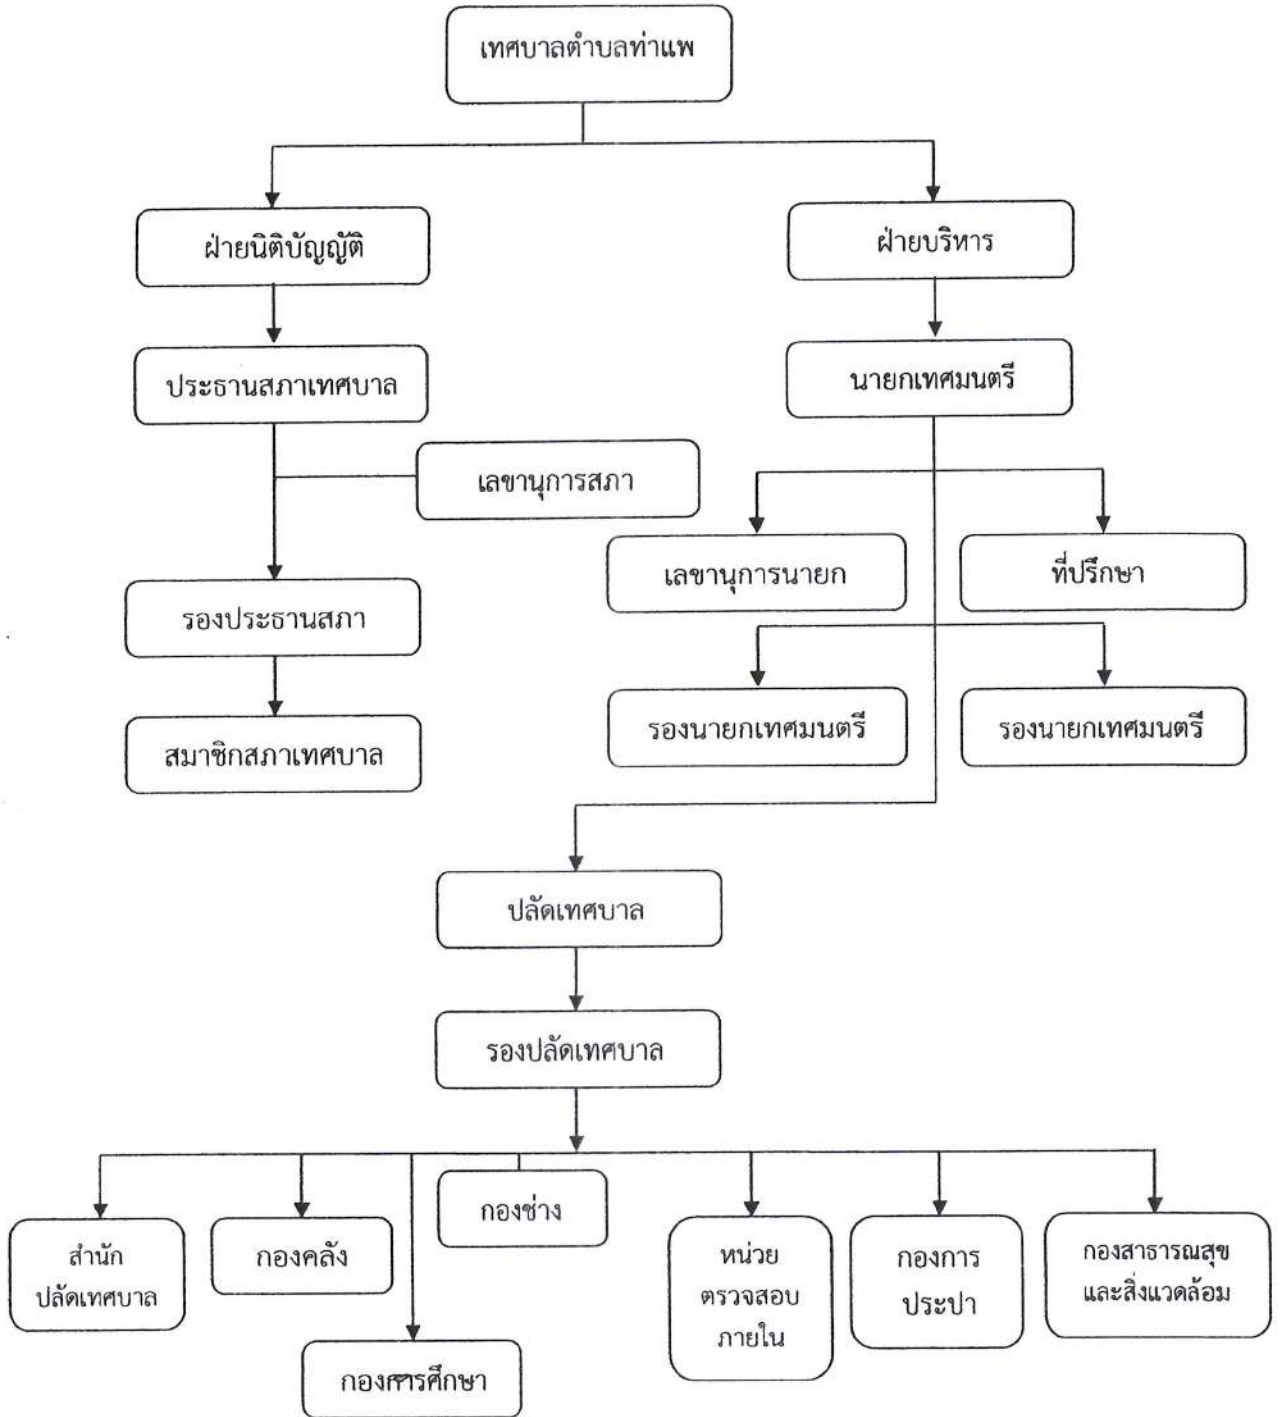 เทศบาลตำบลท่าแพ
ฝ่ายนิติบัญญัติ
ฝ่ายบริหาร
ประธานสภาเทศบาล
นายกเทศมนตรี
เลขานุการสภา
เลขานุการนายก
ที่ปรึกษา
รองประธานสภา
รองนายกเทศมนตรี
รองนายกเทศมนตรี
สมาชิกสภาเทศบาล
ปลัดเทศบาล
รองปลัดเทศบาล
สำนัก
ปลัดเทศบาล
กองคลัง
กองการศึกษา
กองช่าง
หน่วย
ตรวจสอบ
ภายใน
กองการ
ประปา
กองสาธารณสุข
และสิ่งแวดล้อม